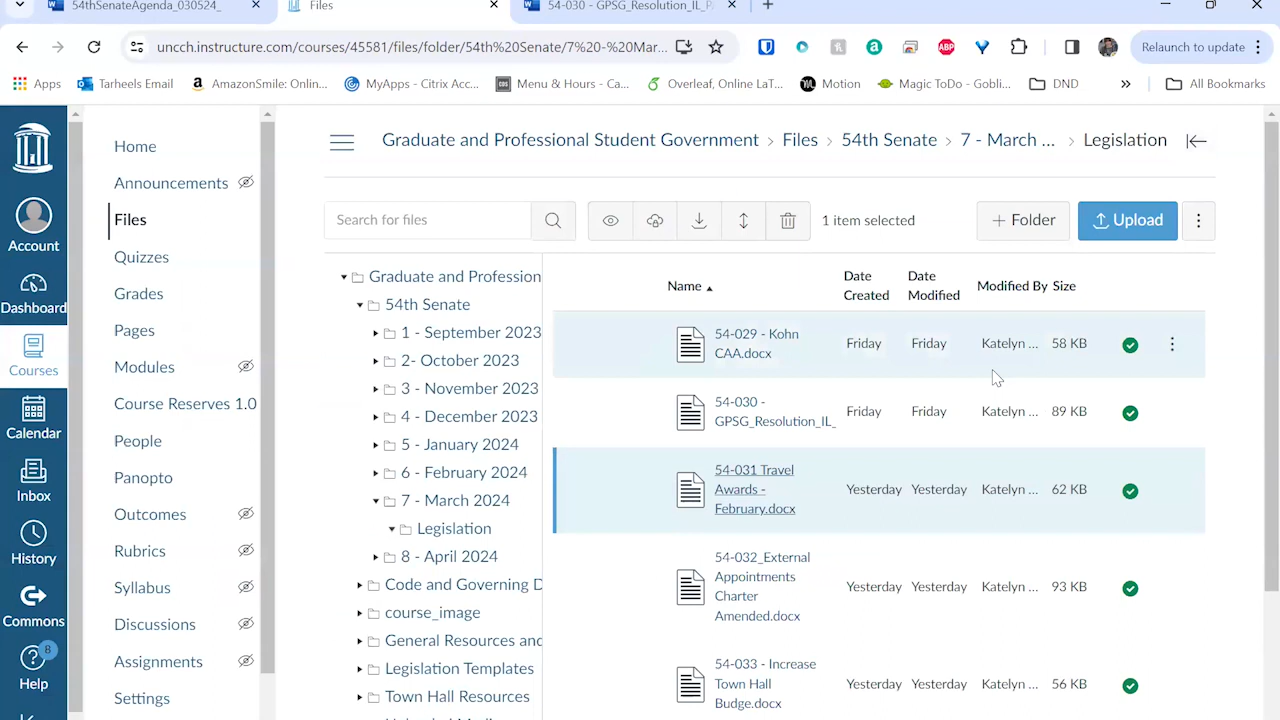 54thSenateAgenda_030524_
Files
54-030 - GPSG_Resolution_IL_P
uncch.instructure.com/courses/45581/files/folder/54th%20Senate/7%20-%20Mar...
ABP
Relaunch to update
Apps
Tarheels Email
AmazonSmile: Onlin...
MyApps - Citrix Acc...
Menu & Hours - Ca...
Overleaf, Online LaT...
Motion
Magic ToDo - Gobli...
DND
All Bookmarks
Account
Dashboard
Courses
Calendar
Inbox
History
Commons
8
Help
Home
Announcements
Files
Quizzes
Grades
Pages
Modules
Course Reserves 1.0
People
Panopto
Conferences
Outcomes
Rubrics
Syllabus
Discussions
Assignments
Settings
Graduate and Professional Student Government
Files
54th Senate
7 - March ...
Legislation
Search for files
1 item selected
Folder
Upload
Graduate and Profession
54th Senate
1 - September 2023
2- October 2023
3 - November 2023
4 - December 2023
5 - January 2024
6 - February 2024
7 - March 2024
Legislation
8 - April 2024
Code and Governing D
course_image
General Resources and
Legislation Templates
Town Hall Resources
Name
Date Created
Date Modified
Modified By
Size
54-029 - Kohn
CAA.docx
Friday
Friday
Katelyn ...
58 KB
54-030 -
GPSG_Resolution_IL_
Friday
Friday
Katelyn ...
89 KB
54-031 Travel
Awards -
February.docx
Yesterday
Yesterday
Katelyn ...
62 KB
54-032_External
Appointments
Charter
Amended.docx
Yesterday
Yesterday
Katelyn ...
93 KB
54-033 - Increase
Town Hall
Budge.docx
Yesterday
Yesterday
Katelyn ...
56 KB